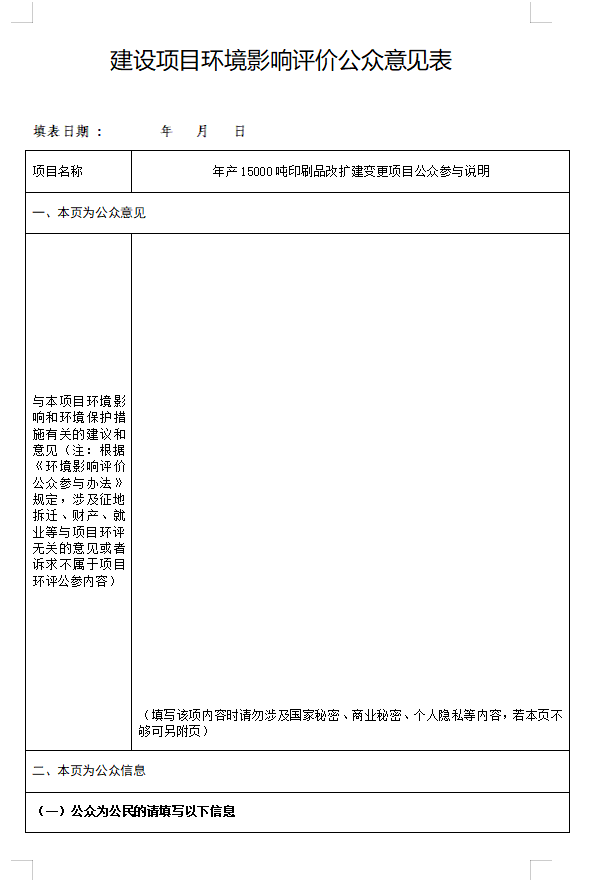 建设项目环境影响评价公众意见表
填表日期： 年 月 日
项目名称 年产 15000 吨印刷品改扩建变更项目公众参与说明
一、本页为公众意见
与本项目环境影
响和环境保护措
施有关的建议和
意见（注：根据
《环境影响评价
公众参与办法》
规定，涉及征地
拆迁、财产、就
业等与项目环评
无关的意见或者
诉求不属于项目
环评公参内容）
（填写该项内容时请勿涉及国家秘密、商业秘密、个人隐私等内容，若本页不
够可另附页）
二、本页为公众信息
（一）公众为公民的请填写以下信息